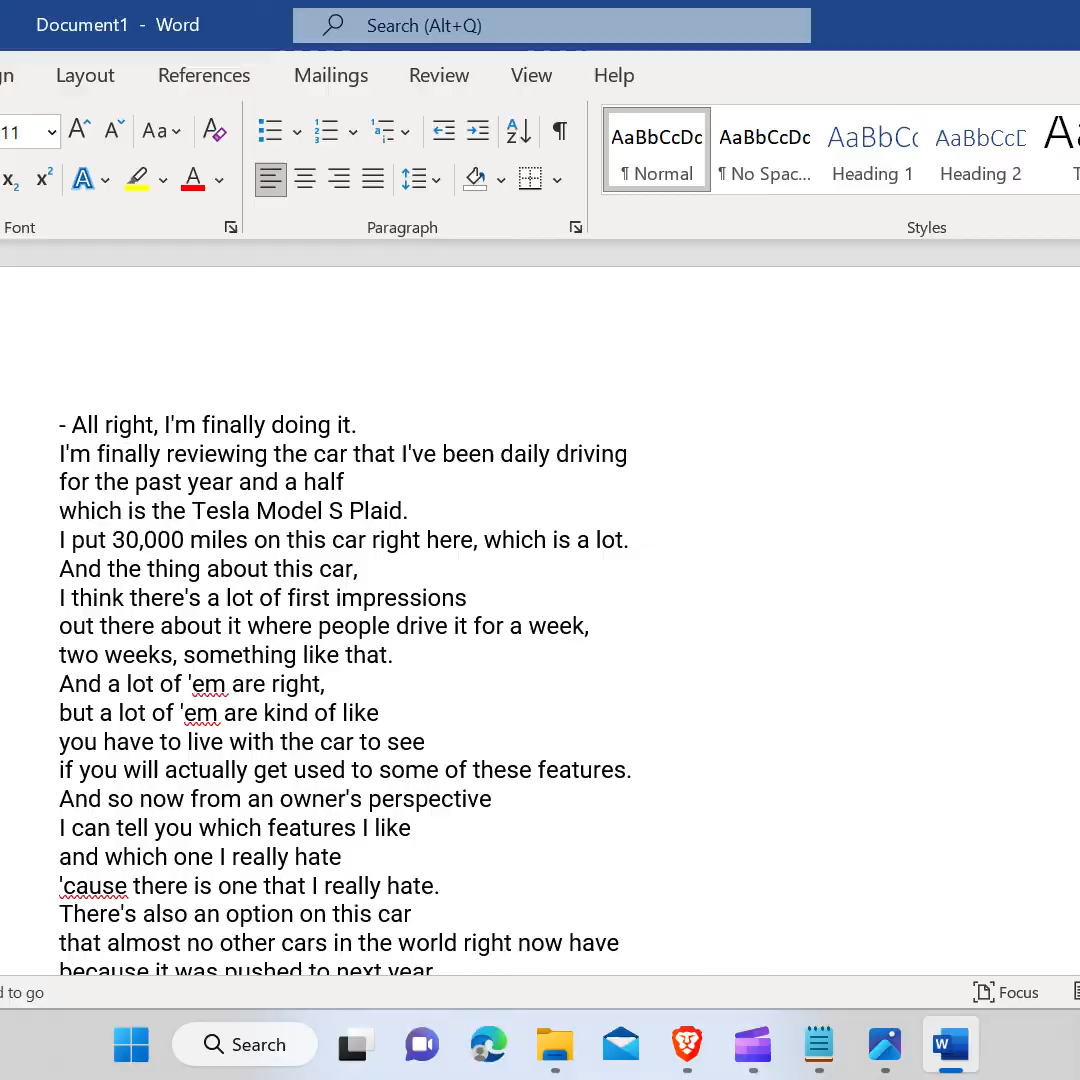 Document1 - Word
Search (Alt+Q)
gn Layout References Mailings Review View Help
11
Aa
AaBbCcDc AaBbCcDc AaBbCc AaBbCcD
¶ Normal ¶ No Spac... Heading 1 Heading 2 T
Font Paragraph Styles
- All right, I'm finally doing it.
I'm finally reviewing the car that I've been daily driving
for the past year and a half
which is the Tesla Model S Plaid.
I put 30,000 miles on this car right here, which is a lot.
And the thing about this car,
I think there's a lot of first impressions
out there about it where people drive it for a week,
two weeks, something like that.
And a lot of 'em are right,
but a lot of 'em are kind of like
you have to live with the car to see
if you will actually get used to some of these features.
And so now from an owner's perspective
I can tell you which features I like
and which one I really hate
'cause there is one that I really hate.
There's also an option on this car
that almost no other cars in the world right now have
because it was pushed to next year
d to go Focus
Search